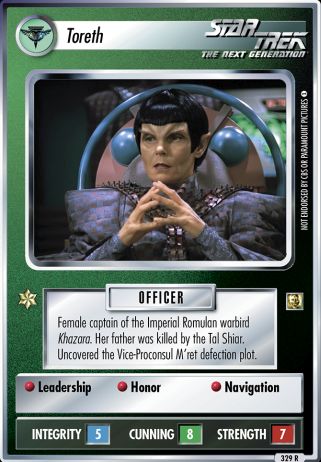 Toreth
STAR TREK
THE NEXT GENERATION
NOT ENDORSED BY CBS OR PARAMOUNT PICTURES
OFFICER
Female captain of the Imperial Romulan warbird
Khazara. Her father was killed by the Tal Shiar.
Uncovered the Vice-Proconsul M'ret defection plot.
Leadership
Honor
Navigation
INTEGRITY 5 CUNNING 8 STRENGTH 7
329 R